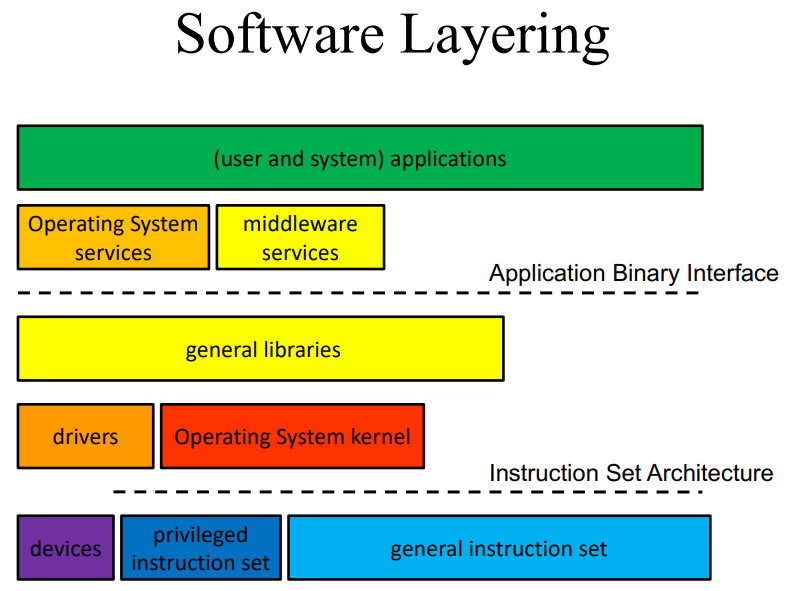 Software Layering
(user and system) applications
Operating System
services
middleware
services
Application Binary Interface
general libraries
drivers
Operating System kernel
Instruction Set Architecture
devices
privileged
instruction set
general instruction set